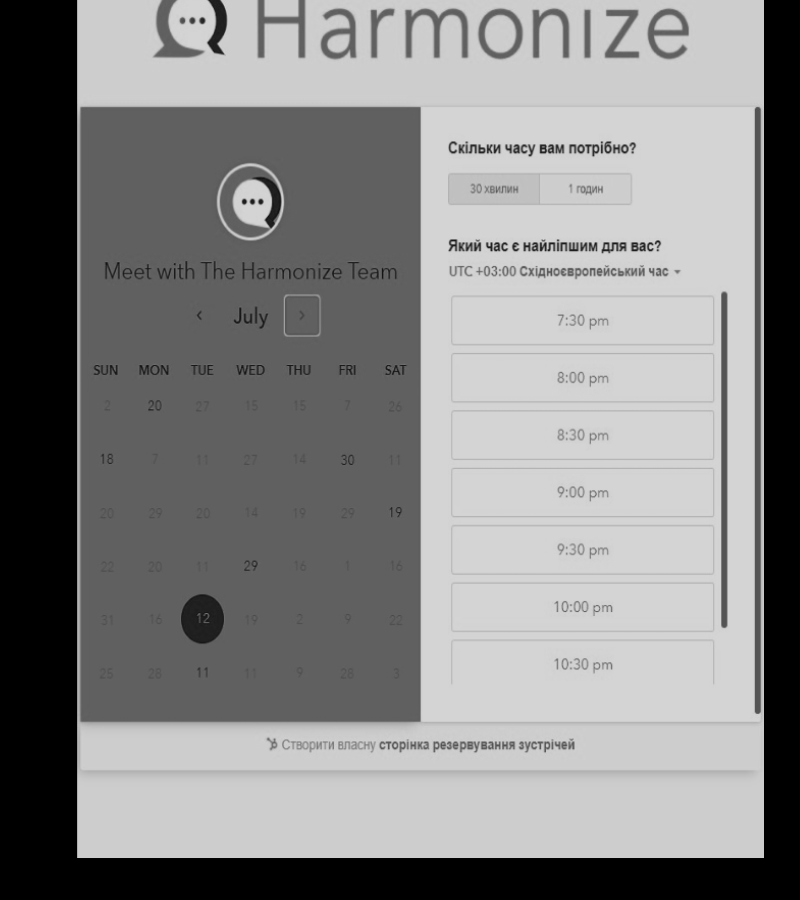 Harmonize
Meet with The Harmonize Team
July
SUN MON TUE WED THU FRI SAT
2 20 27 15 15 7 26
18 7 11 27 14 30 11
20 29 20 14 19 29 19
22 20 11 29 16 1 16
31 16 12 19 2 9 22
25 28 11 11 9 28 3
Скільки часу вам потрібно?
30 хвилин 1 годин
Який час є найліпшим для вас?
UTC +03:00 Східноєвропейський час
7:30 pm
8:00 pm
8:30 pm
9:00 pm
9:30 pm
10:00 pm
10:30 pm
Створити власну сторінка резервування зустрічей